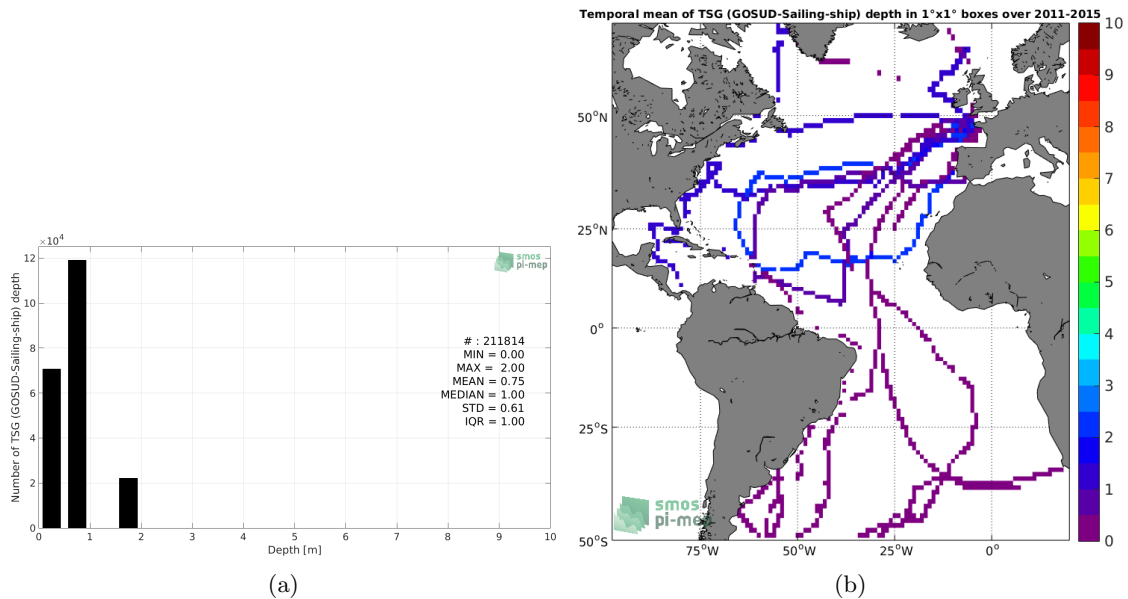 Temporal mean of TSG (GOSUD-Sailing-ship) depth in 1°x1° boxes over 2011-2015
×10⁴
12
10
8
6
4
2
0
Number of TSG (GOSUD-Sailing-ship) depth
0 1 2 3 4 5 6 7 8 9 10
Depth [m]
smos
pi-mep
# : 211814
MIN = 0.00
MAX = 2.00
MEAN = 0.75
MEDIAN = 1.00
STD = 0.61
IQR = 1.00
(a)
50°N
25°N
0°
25°S
50°S
75°W 50°W 25°W 0°
smos
pi-mep
10
9
8
7
6
5
4
3
2
1
0
(b)